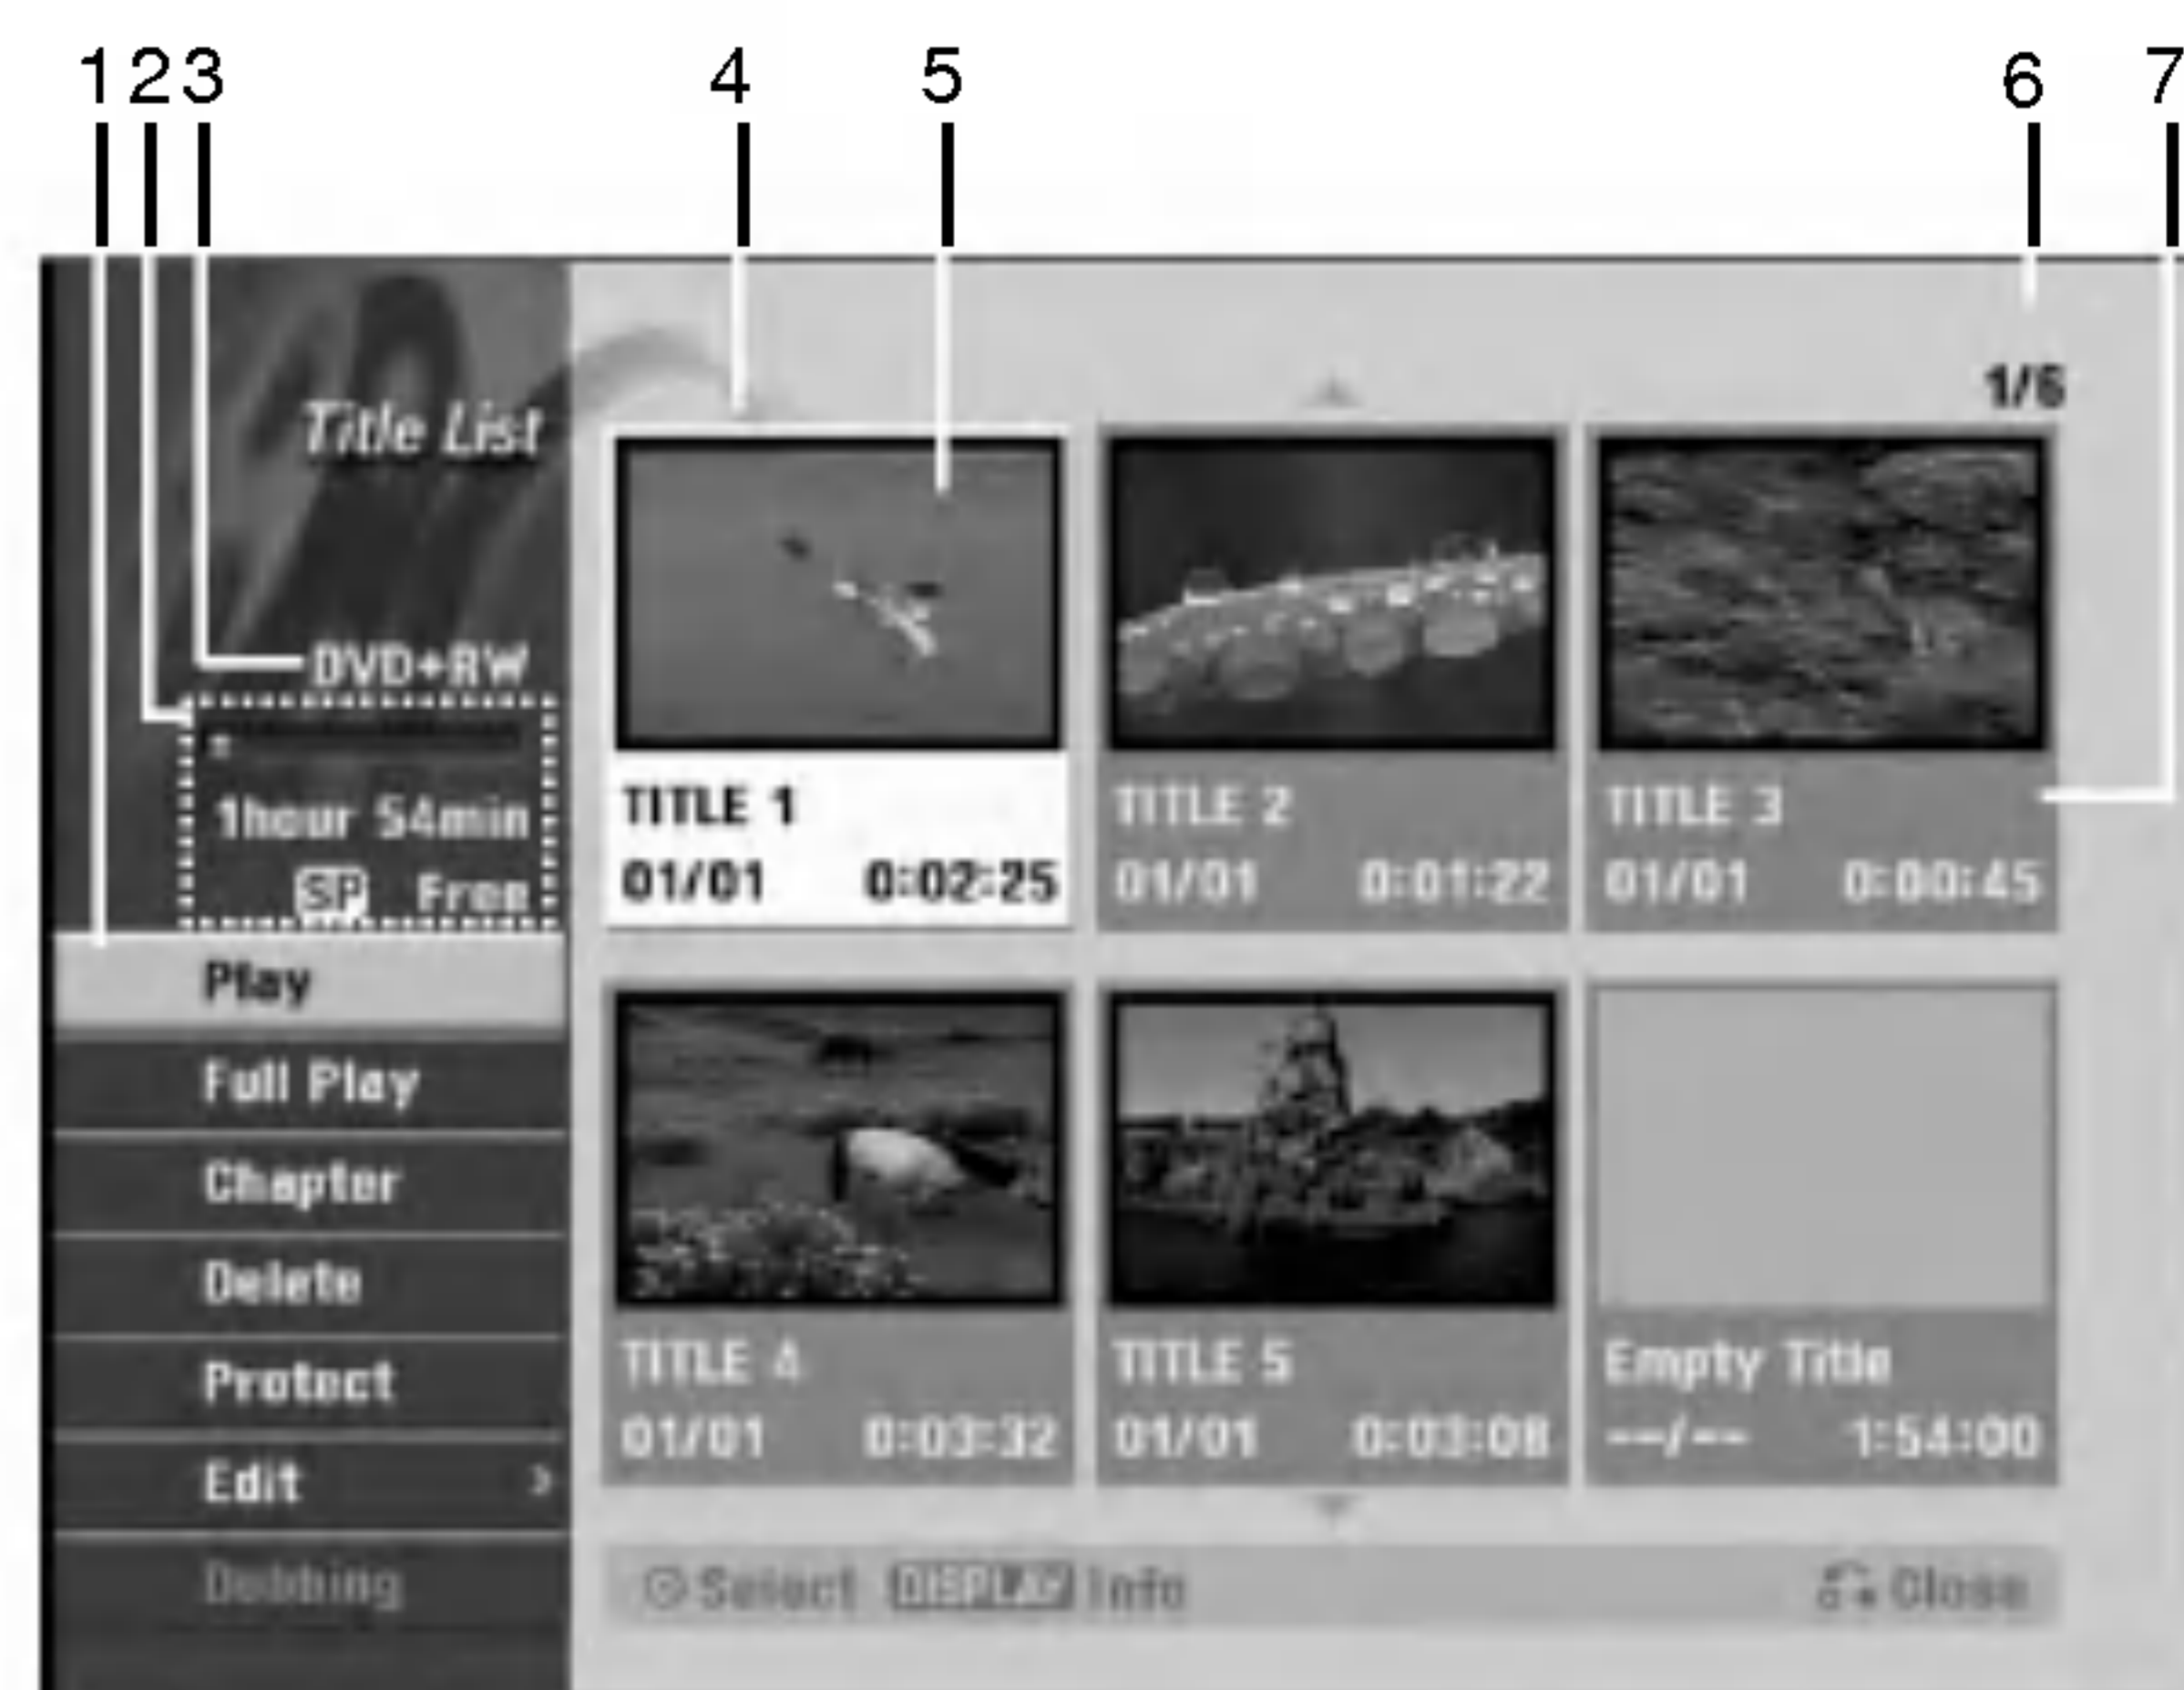 1 2 3 4 5 6 7
Title List
DVD+RW
1hour 54min
SP Free
Play
Full Play
Chapter
Delete
Protect
Edit >
Dubbing
1/6
TITLE 1
01/01 0:02:25
TITLE 2
01/01 0:01:22
TITLE 3
01/01 0:00:45
TITLE 4
01/01 0:03:32
TITLE 5
01/01 0:03:08
Empty Title
--/-- 1:54:00
Select DISPLAY Info Close